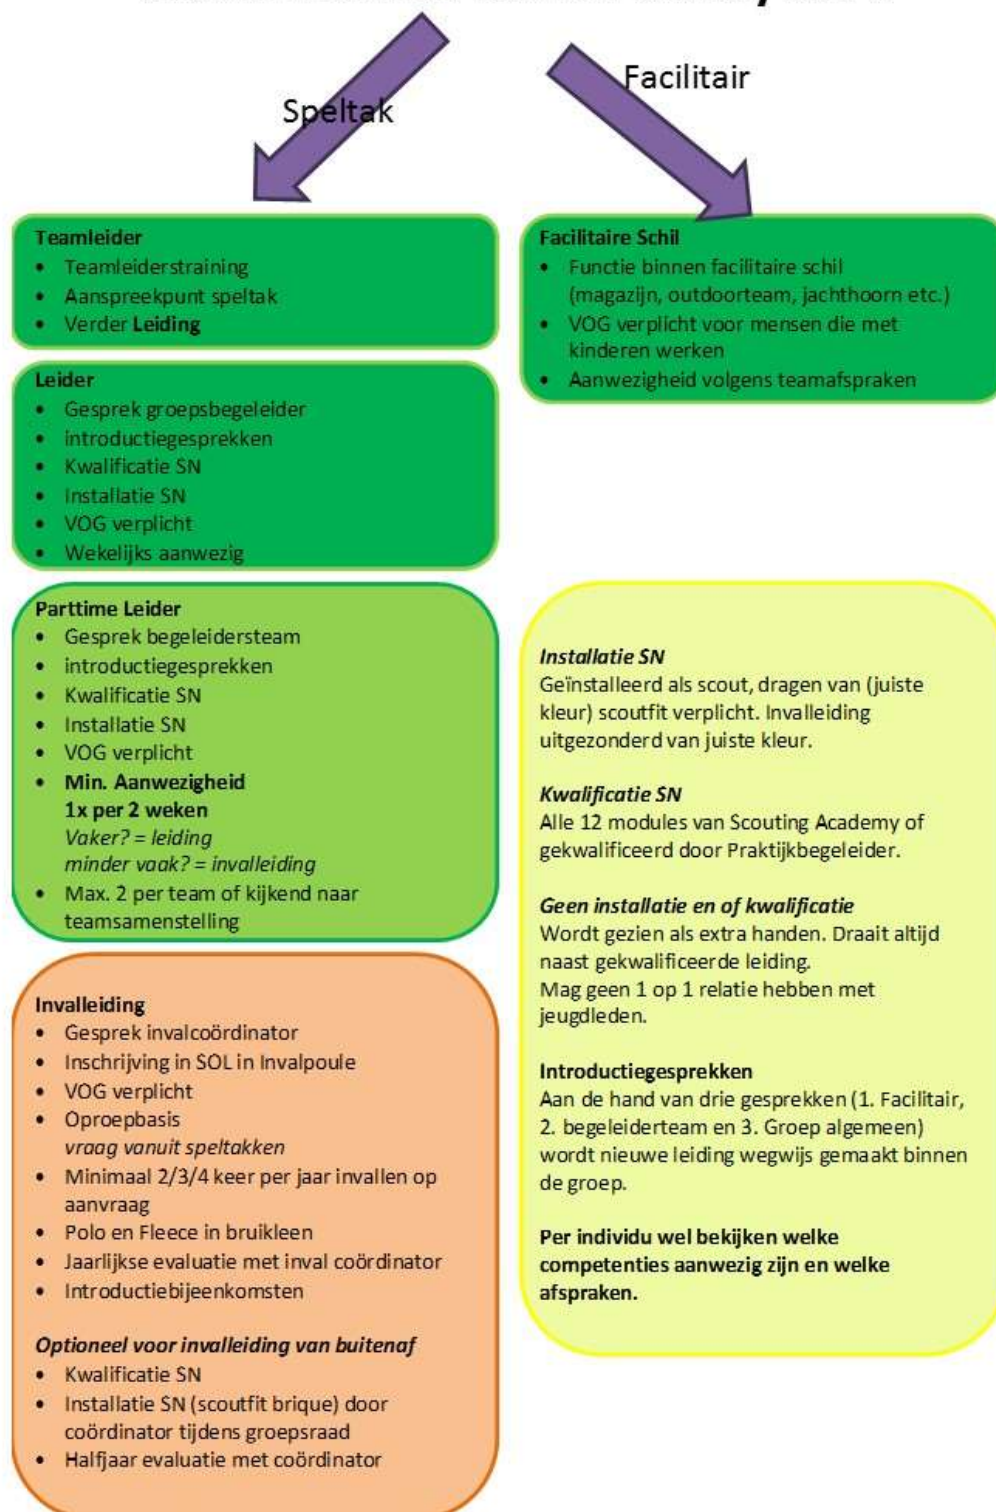 Speltak
Facilitair
Teamleider
• Teamleiderstraining
• Aanspreekpunt speltak
• Verder Leiding
Leider
• Gesprek groepsbegeleider
• introductiegesprekken
• Kwalificatie SN
• Installatie SN
• VOG verplicht
• Wekelijks aanwezig
Parttime Leider
• Gesprek begeleidersteam
• introductiegesprekken
• Kwalificatie SN
• Installatie SN
• VOG verplicht
• Min. Aanwezigheid
1x per 2 weken
Vaker? = leiding
minder vaak? = invalleiding
• Max. 2 per team of kijkend naar
teamsamenstelling
Invalleiding
• Gesprek invalcoördinator
• Inschrijving in SOL in Invalpoule
• VOG verplicht
• Oproepbasis
vraag vanuit speltakken
• Minimaal 2/3/4 keer per jaar invallen op
aanvraag
• Polo en Fleece in bruikleen
• Jaarlijkse evaluatie met inval coördinator
• Introductiebijeenkomsten
Optioneel voor invalleiding van buitenaf
• Kwalificatie SN
• Installatie SN (scoutfit brique) door
coördinator tijdens groepsraad
• Halfjaar evaluatie met coördinator
Facilitaire Schil
• Functie binnen facilitaire schil
(magazijn, outdoorteam, jachthoorn etc.)
• VOG verplicht voor mensen die met
kinderen werken
• Aanwezigheid volgens teamafspraken
Installatie SN
Geïnstalleerd als scout, dragen van (juiste
kleur) scoutfit verplicht. Invalleiding
uitgezonderd van juiste kleur.
Kwalificatie SN
Alle 12 modules van Scouting Academy of
gekwalificeerd door Praktijkbegeleider.
Geen installatie en of kwalificatie
Wordt gezien als extra handen. Draait altijd
naast gekwalificeerde leiding.
Mag geen 1 op 1 relatie hebben met
jeugdleden.
Introductiegesprekken
Aan de hand van drie gesprekken (1. Facilitair,
2. begeleiderteam en 3. Groep algemeen)
wordt nieuwe leiding wegwijs gemaakt binnen
de groep.
Per individu wel bekijken welke
competenties aanwezig zijn en welke
afspraken.